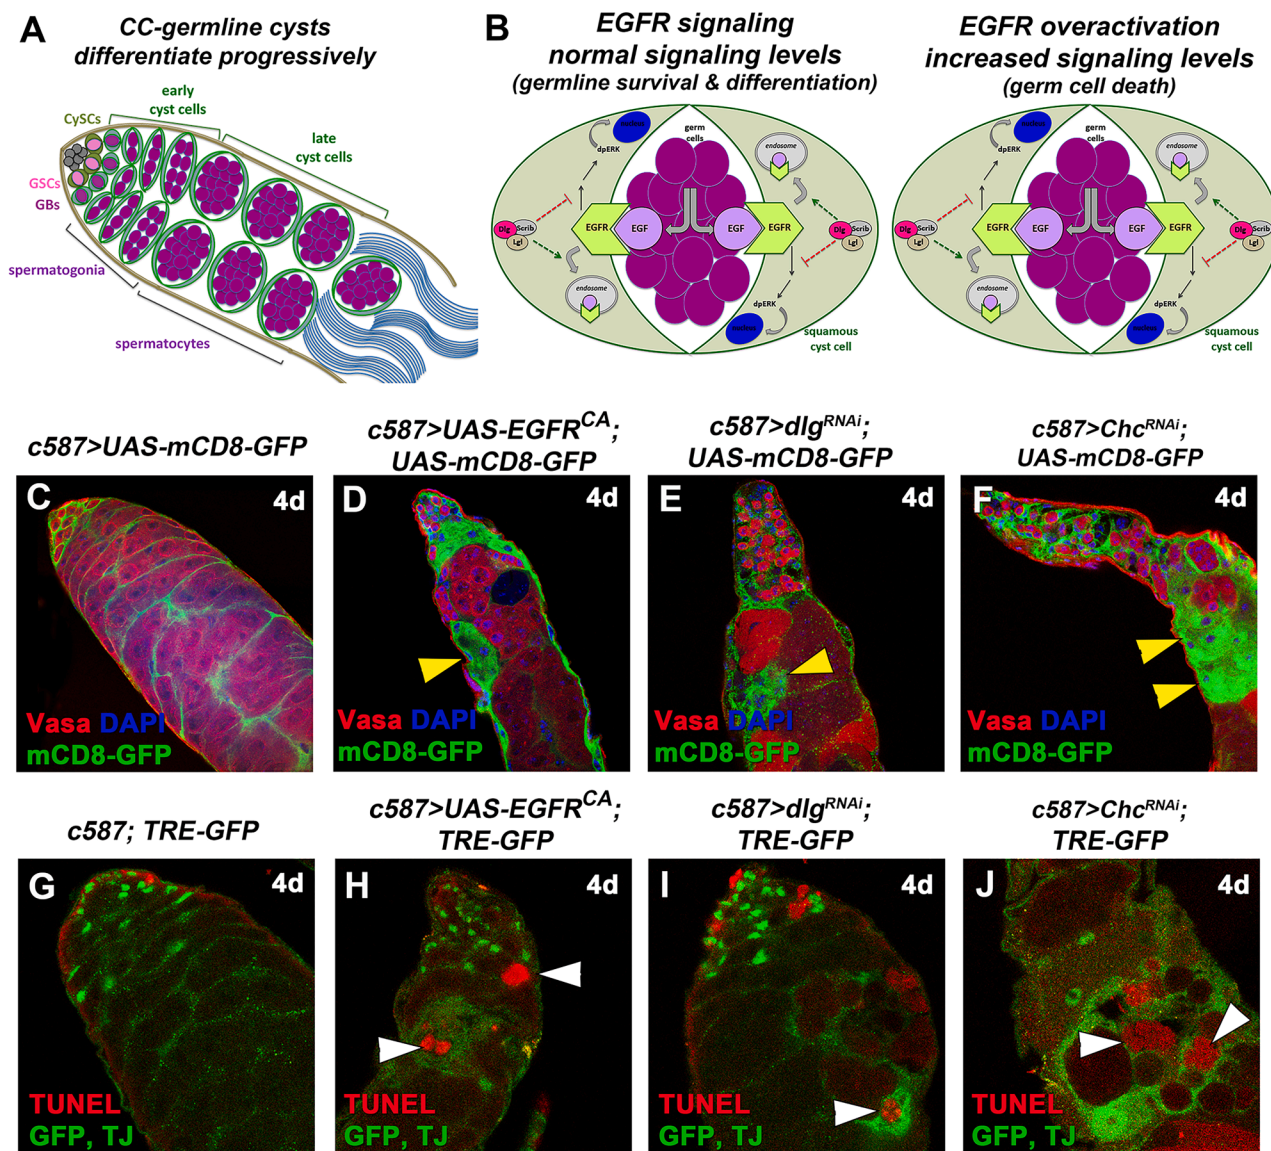 A
CC-germline cysts
differentiate progressively
early
cyst cells
CySCs
late
cyst cells
GSCs
GBs
spermatogonia
spermatocytes
B
EGFR signaling
normal signaling levels
(germline survival & differentiation)
nucleus
dpERK
germ
cells
endosome
EGFR
EGF
EGF
EGFR
Dlg
Scrib
Lgl
Dlg
Scrib
Lgl
endosome
dpERK
nucleus
squamous
cyst cell
EGFR overactivation
increased signaling levels
(germ cell death)
nucleus
dpERK
germ
cells
endosome
EGFR
EGF
EGF
EGFR
Dlg
Scrib
Lgl
Dlg
Scrib
Lgl
endosome
dpERK
nucleus
squamous
cyst cell
c587>UAS-mCD8-GFP
C
4d
Vasa DAPI
mCD8-GFP
c587>UAS-EGFR^CA;
UAS-mCD8-GFP
D
4d
Vasa DAPI
mCD8-GFP
c587>dlg^RNAi;
UAS-mCD8-GFP
E
4d
Vasa DAPI
mCD8-GFP
c587>Chc^RNAi;
UAS-mCD8-GFP
F
4d
Vasa DAPI
mCD8-GFP
c587; TRE-GFP
G
4d
TUNEL
GFP, TJ
c587>UAS-EGFR^CA;
TRE-GFP
H
4d
TUNEL
GFP, TJ
c587>dlg^RNAi;
TRE-GFP
I
4d
TUNEL
GFP, TJ
c587>Chc^RNAi;
TRE-GFP
J
4d
TUNEL
GFP, TJ